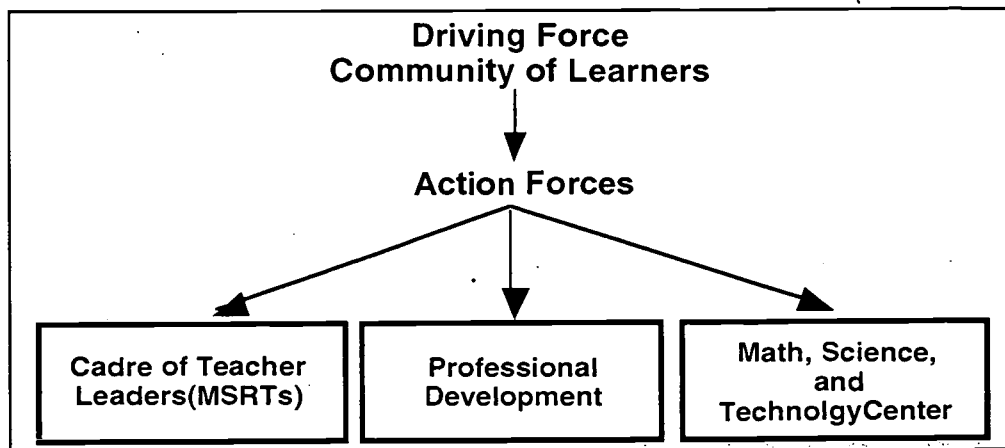 Driving Force
Community of Learners
Action Forces
Cadre of Teacher
Leaders(MSRTs)
Professional
Development
Math, Science,
and
TechnolgyCenter